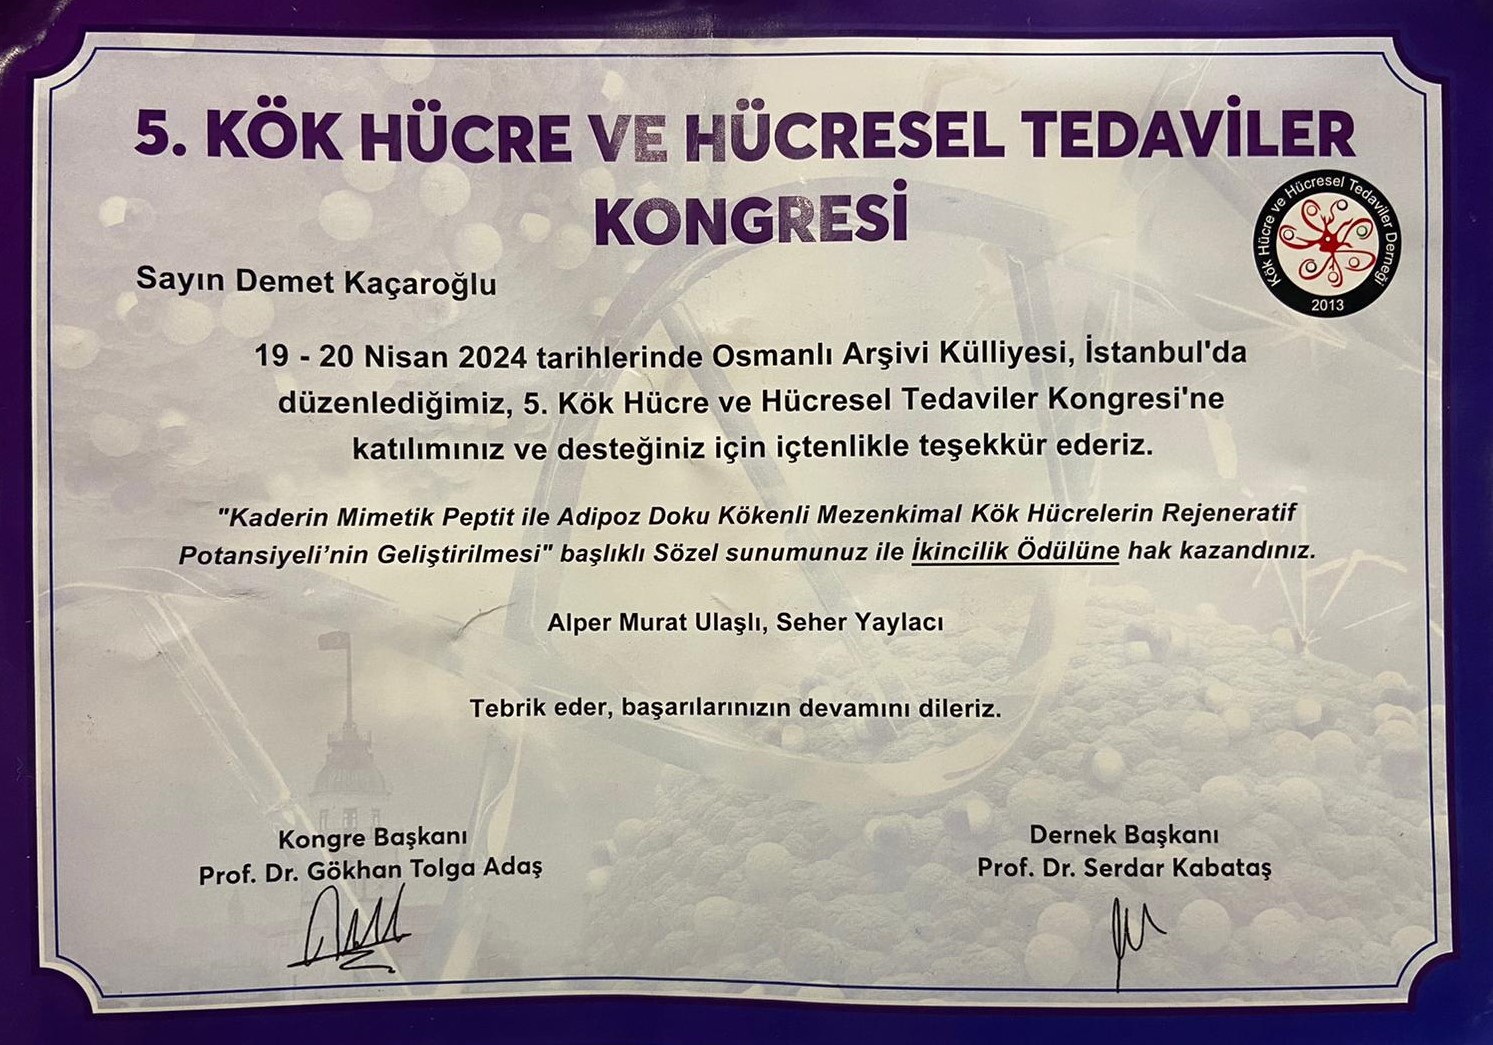 5. KÖK HÜCRE VE HÜCRESEL TEDAVİLER
KONGRESİ
Kök Hücre ve Hücresel Tedaviler Derneği
2013
Sayın Demet Kaçaroğlu
19 - 20 Nisan 2024 tarihlerinde Osmanlı Arşivi Külliyesi, İstanbul'da
düzenlediğimiz, 5. Kök Hücre ve Hücresel Tedaviler Kongresi'ne
katılımınız ve desteğiniz için içtenlikle teşekkür ederiz.
"Kaderin Mimetik Peptit ile Adipoz Doku Kökenli Mezenkimal Kök Hücrelerin Rejeneratif
Potansiyeli’nin Geliştirilmesi" başlıklı Sözel sunumunuz ile İkincilik Ödülüne hak kazandınız.
Alper Murat Ulaşlı, Seher Yaylacı
Tebrik eder, başarılarınızın devamını dileriz.
Kongre Başkanı
Prof. Dr. Gökhan Tolga Adaş
Dernek Başkanı
Prof. Dr. Serdar Kabataş